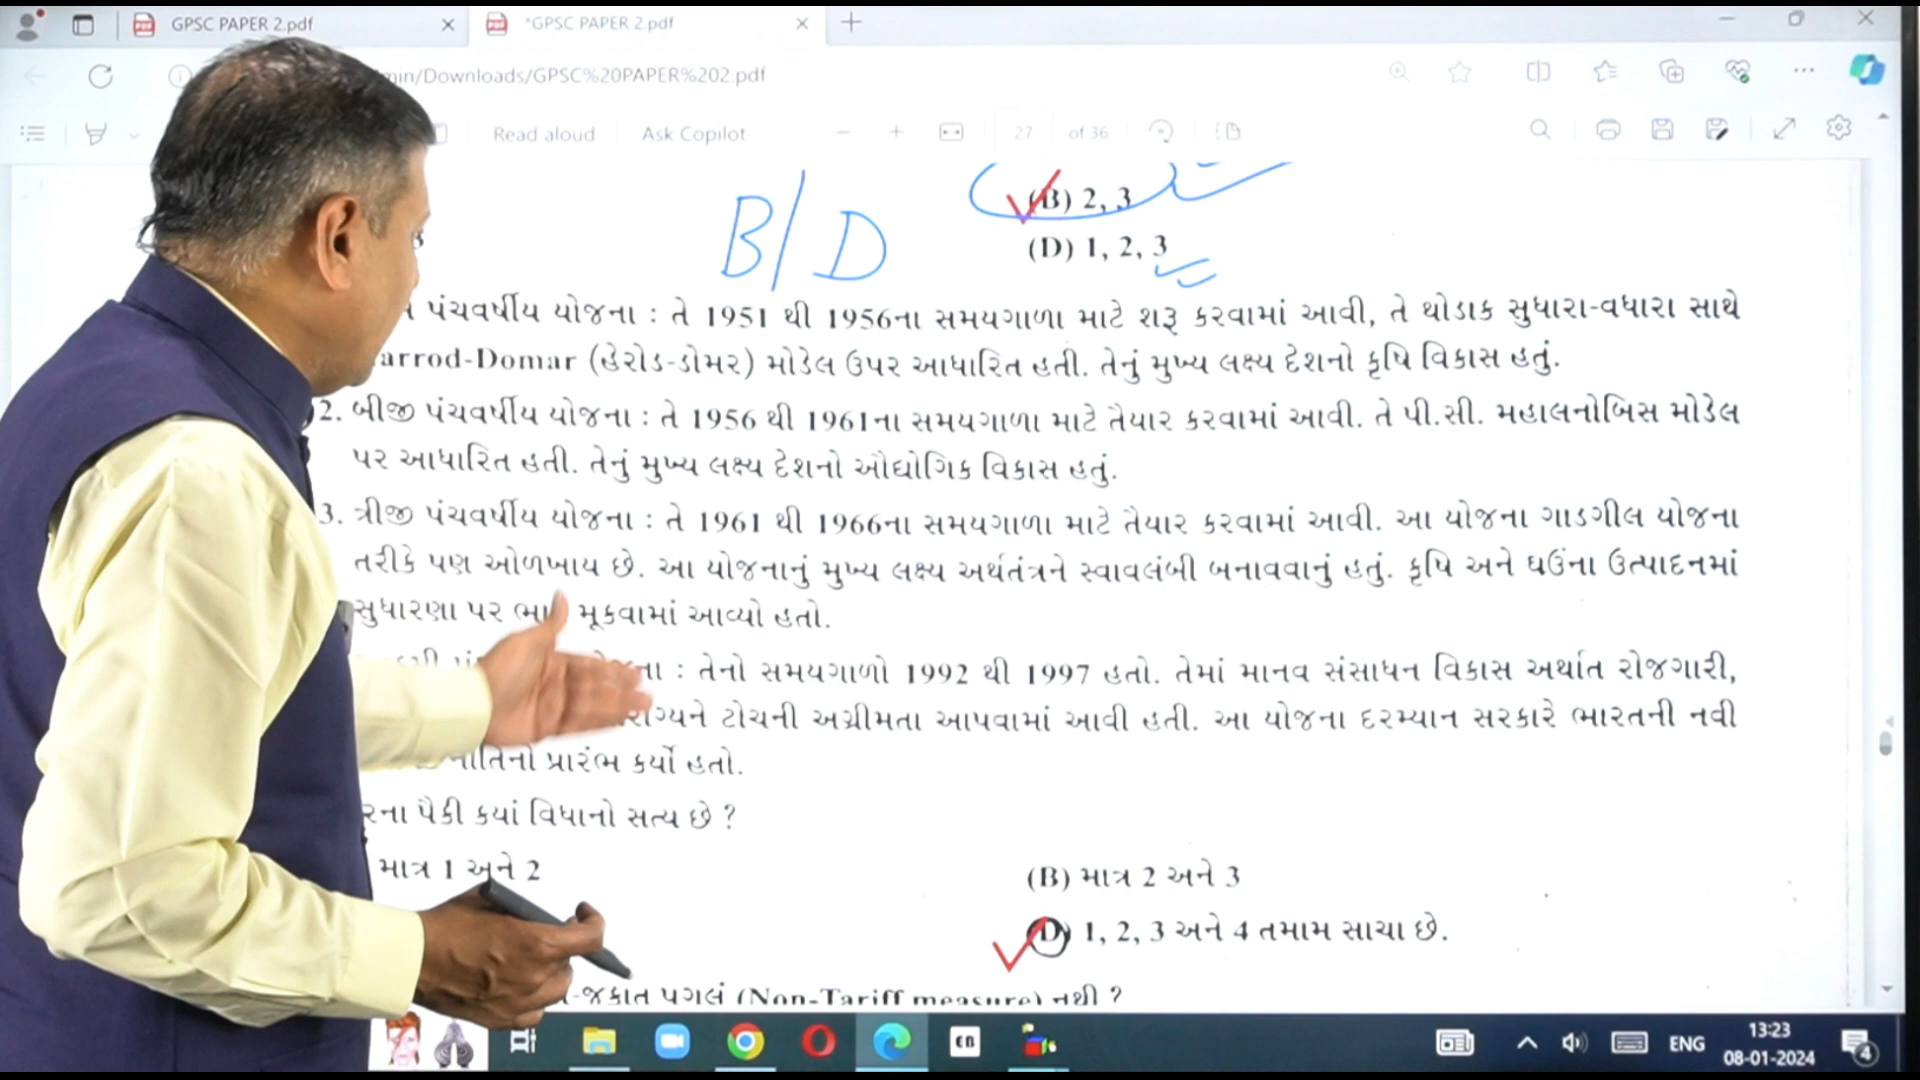 GPSC PAPER 2.pdf
*GPSC PAPER 2.pdf
min/Downloads/GPSC%20PAPER%202.pdf
Read aloud
Ask Copilot
27 of 36
B/D
(B) 2, 3
(D) 1, 2, 3
પંચવર્ષીય યોજના : તે 1951 થી 1956ના સમયગાળા માટે શરૂ કરવામાં આવી, તે થોડાક સુધારા-વધારા સાથે
arrod-Domar (હેરોડ-ડોમર) મોડેલ ઉપર આધારિત હતી. તેનું મુખ્ય લક્ષ્ય દેશનો કૃષિ વિકાસ હતું.
2. બીજી પંચવર્ષીય યોજના : તે 1956 થી 1961ના સમયગાળા માટે તૈયાર કરવામાં આવી. તે પી.સી. મહાલનોબિસ મોડેલ
પર આધારિત હતી. તેનું મુખ્ય લક્ષ્ય દેશનો ઔદ્યોગિક વિકાસ હતું.
3. ત્રીજી પંચવર્ષીય યોજના : તે 1961 થી 1966ના સમયગાળા માટે તૈયાર કરવામાં આવી. આ યોજના ગાડગીલ યોજના
તરીકે પણ ઓળખાય છે. આ યોજનાનું મુખ્ય લક્ષ્ય અર્થતંત્રને સ્વાવલંબી બનાવવાનું હતું. કૃષિ અને ઘઉંના ઉત્પાદનમાં
સુધારણા પર મૂકવામાં આવ્યો હતો.
: તેનો સમયગાળો 1992 થી 1997 હતો. તેમાં માનવ સંસાધન વિકાસ અર્થાત રોજગારી,
ટોચની અગ્રીમતા આપવામાં આવી હતી. આ યોજના દરમ્યાન સરકારે ભારતની નવી
પ્રારંભ કર્યો હતો.
પૈકી કયાં વિધાનો સત્ય છે ?
માત્ર 1 અને 2
(B) માત્ર 2 અને 3
(D) 1, 2, 3 અને 4 તમામ સાચા છે.
-જકાત પગલં (Non-Tariff measure) નથી ?
ENG
13:23
08-01-2024
4